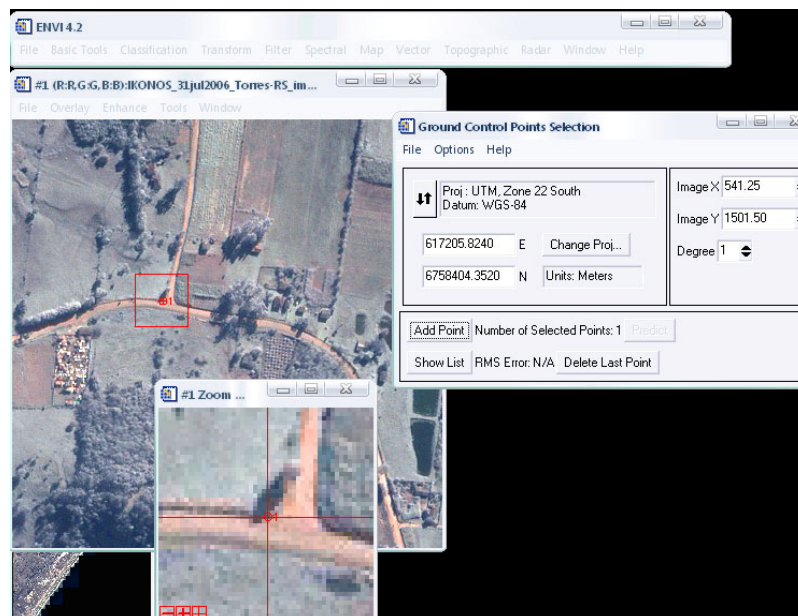 ENVI 4.2
File Basic Tools Classification Transform Filter Spectral Map Vector Topographic Radar Window Help
#1 (R:R,G:G,B:B):IKONOS_31jul2006_Torres-RS_im...
File Overlay Enhance Tools Window
#1
Ground Control Points Selection
File Options Help
Proj : UTM, Zone 22 South
Datum: WGS-84
617205.8240 E Change Proj...
6758404.3520 N Units: Meters
Image X 541.25
Image Y 1501.50
Degree 1
Add Point Number of Selected Points: 1 Predict
Show List RMS Error: N/A Delete Last Point
#1 Zoom ...
#1